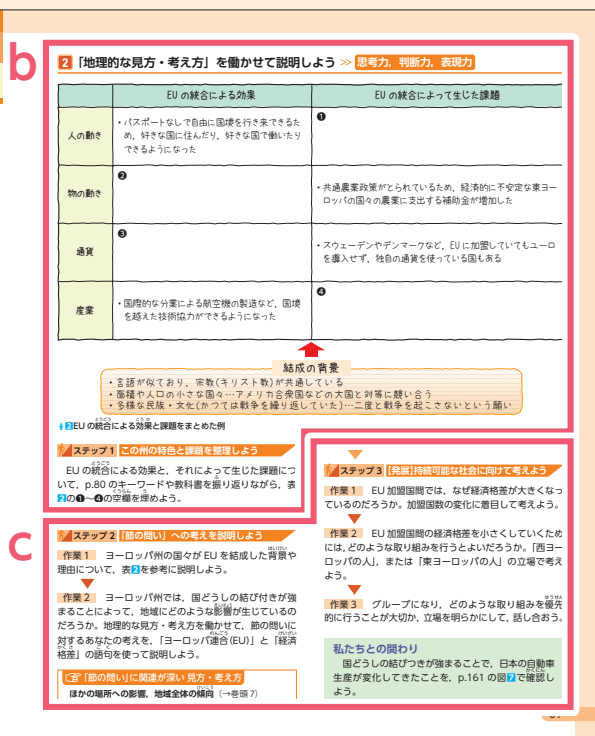 b
2 「地理的な見方・考え方」を働かせて説明しよう >> 思考力，判断力，表現力
EUの統合による効果
EUの統合によって生じた課題
人の動き
・パスポートなしで自由に国境を行き来できるた
め，好きな国に住んだり，好きな国で働いたり
できるようになった
❶
物の動き
❷
・共通農業政策がとられているため，経済的に不安定な東ヨー
ロッパの国々の農業に支出する補助金が増加した
通貨
❸
・スウェーデンやデンマークなど，EUに加盟していてもユーロ
を導入せず，独自の通貨を使っている国もある
産業
・国際的な分業による航空機の製造など，国境
を越えた技術協力ができるようになった
❹
結成の背景
・言語が似ており，宗教(キリスト教)が共通している
・面積や人口の小さな国々…アメリカ合衆国などの大国と対等に競い合う
・多様な民族・文化(かつては戦争を繰り返していた)…二度と戦争を起こさないという願い
2 EUの統合による効果と課題をまとめた例
ステップ1 この州の特色と課題を整理しよう
EUの統合による効果と，それによって生じた課題につ
いて，p.80のキーワードや教科書を振り返りながら，表
2の❶～❹の空欄を埋めよう。
c
ステップ2 「節の問い」への考えを説明しよう
作業1 ヨーロッパ州の国々がEUを結成した背景や
理由について，表2を参考に説明しよう。
作業2 ヨーロッパ州では，国どうしの結び付きが強
まることによって，地域にどのような影響が生じているの
だろうか。地理的な見方・考え方を働かせて，節の問いに
対するあなたの考えを，「ヨーロッパ連合(EU)」と「経済
格差」の語句を使って説明しよう。
「節の問い」に関連が深い 見方・考え方
ほかの場所への影響，地域全体の傾向（→巻頭7）
ステップ3 【発展】持続可能な社会に向けて考えよう
作業1 EU加盟国間では，なぜ経済格差が大きくなっ
ているのだろうか。加盟国数の変化に着目して考えよう。
作業2 EU加盟国間の経済格差を小さくしていくため
には，どのような取り組みを行うとよいだろうか。「西ヨー
ロッパの人」，または「東ヨーロッパの人」の立場で考え
よう。
作業3 グループになり，どのような取り組みを優先
的に行うことが大切か，立場を明らかにして，話し合おう。
私たちとの関わり
国どうしの結びつきが強まることで，日本の自動車
生産が変化してきたことを，p.161の図7で確認し
よう。